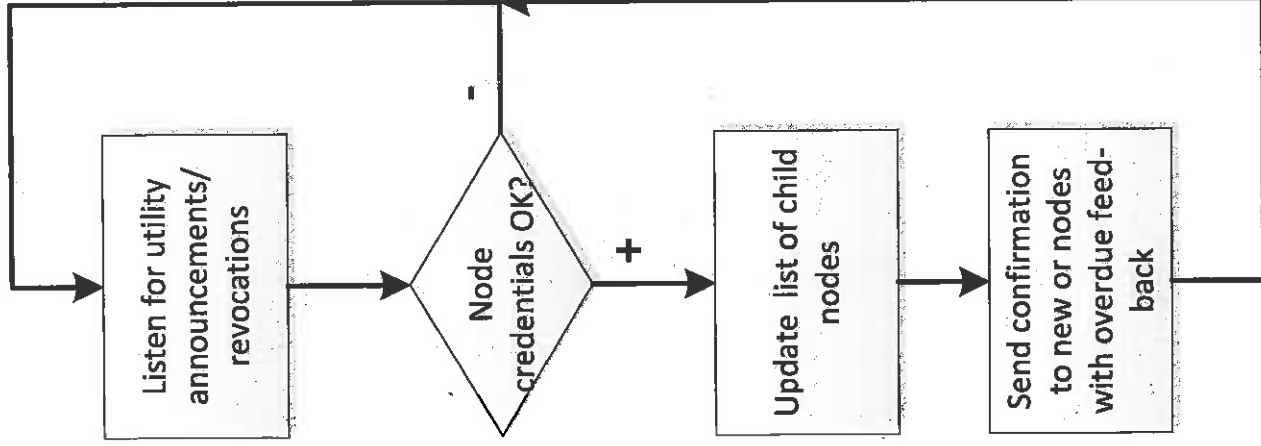 Listen for utility
announcements/
revocations
Node
credentials OK?
-
+
Update list of child
nodes
Send confirmation
to new or nodes
with overdue feed-
back